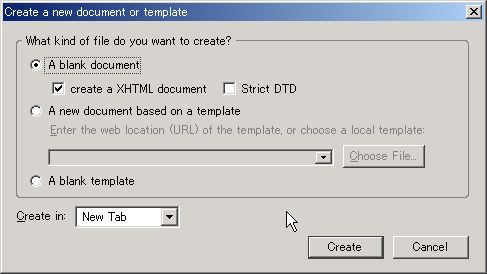 Create a new document or template
What kind of file do you want to create?
A blank document
create a XHTML document Strict DTD
A new document based on a template
Enter the web location (URL) of the template, or choose a local template:
Choose File...
A blank template
Create in: New Tab
Create Cancel